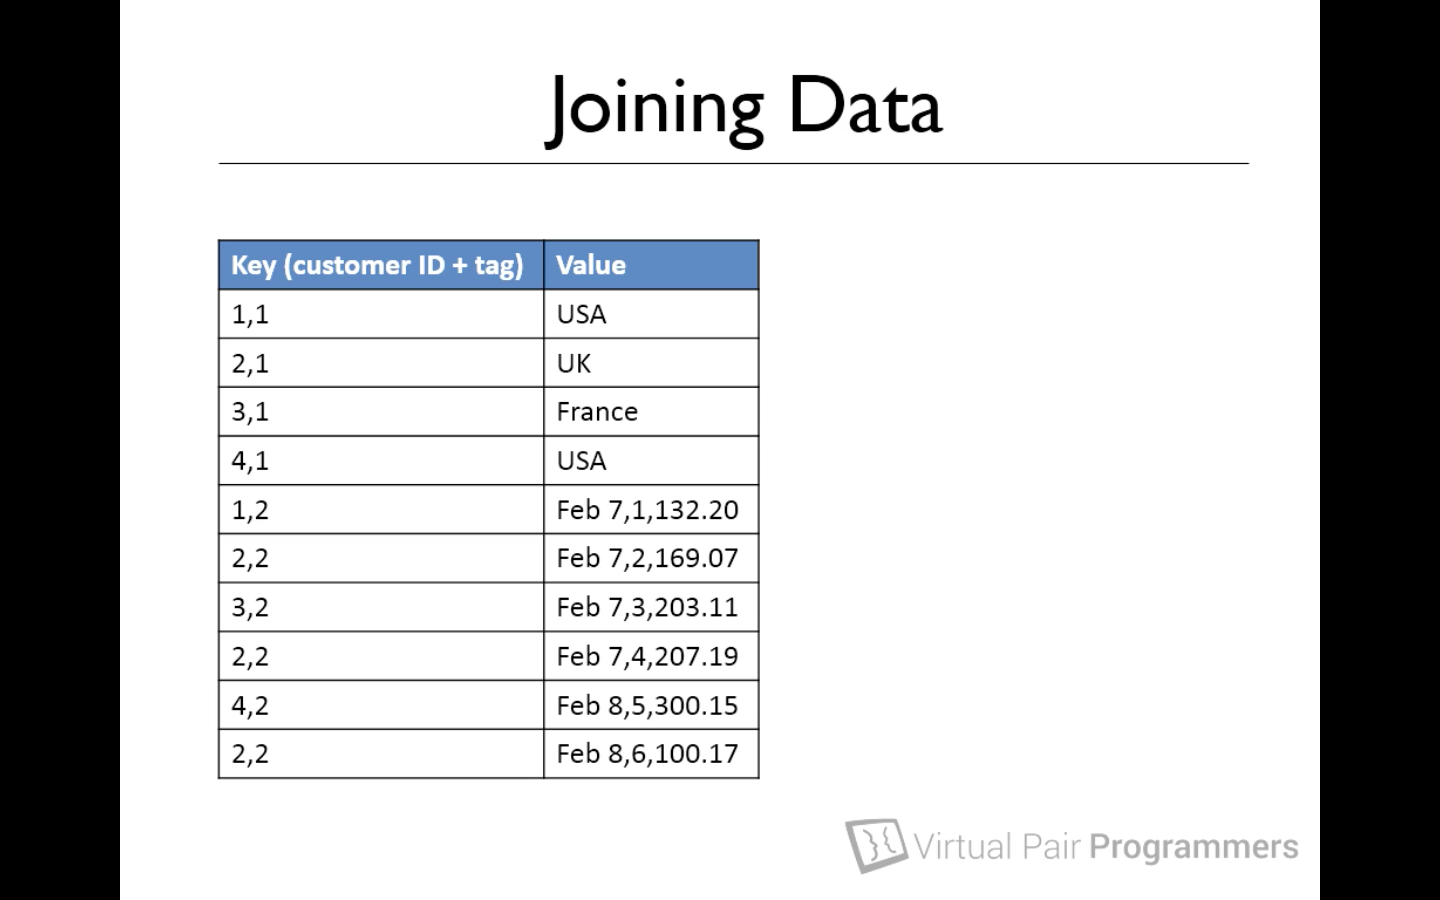 Joining Data
Key (customer ID + tag) Value
1,1 USA
2,1 UK
3,1 France
4,1 USA
1,2 Feb 7,1,132.20
2,2 Feb 7,2,169.07
3,2 Feb 7,3,203.11
2,2 Feb 7,4,207.19
4,2 Feb 8,5,300.15
2,2 Feb 8,6,100.17
Virtual Pair Programmers